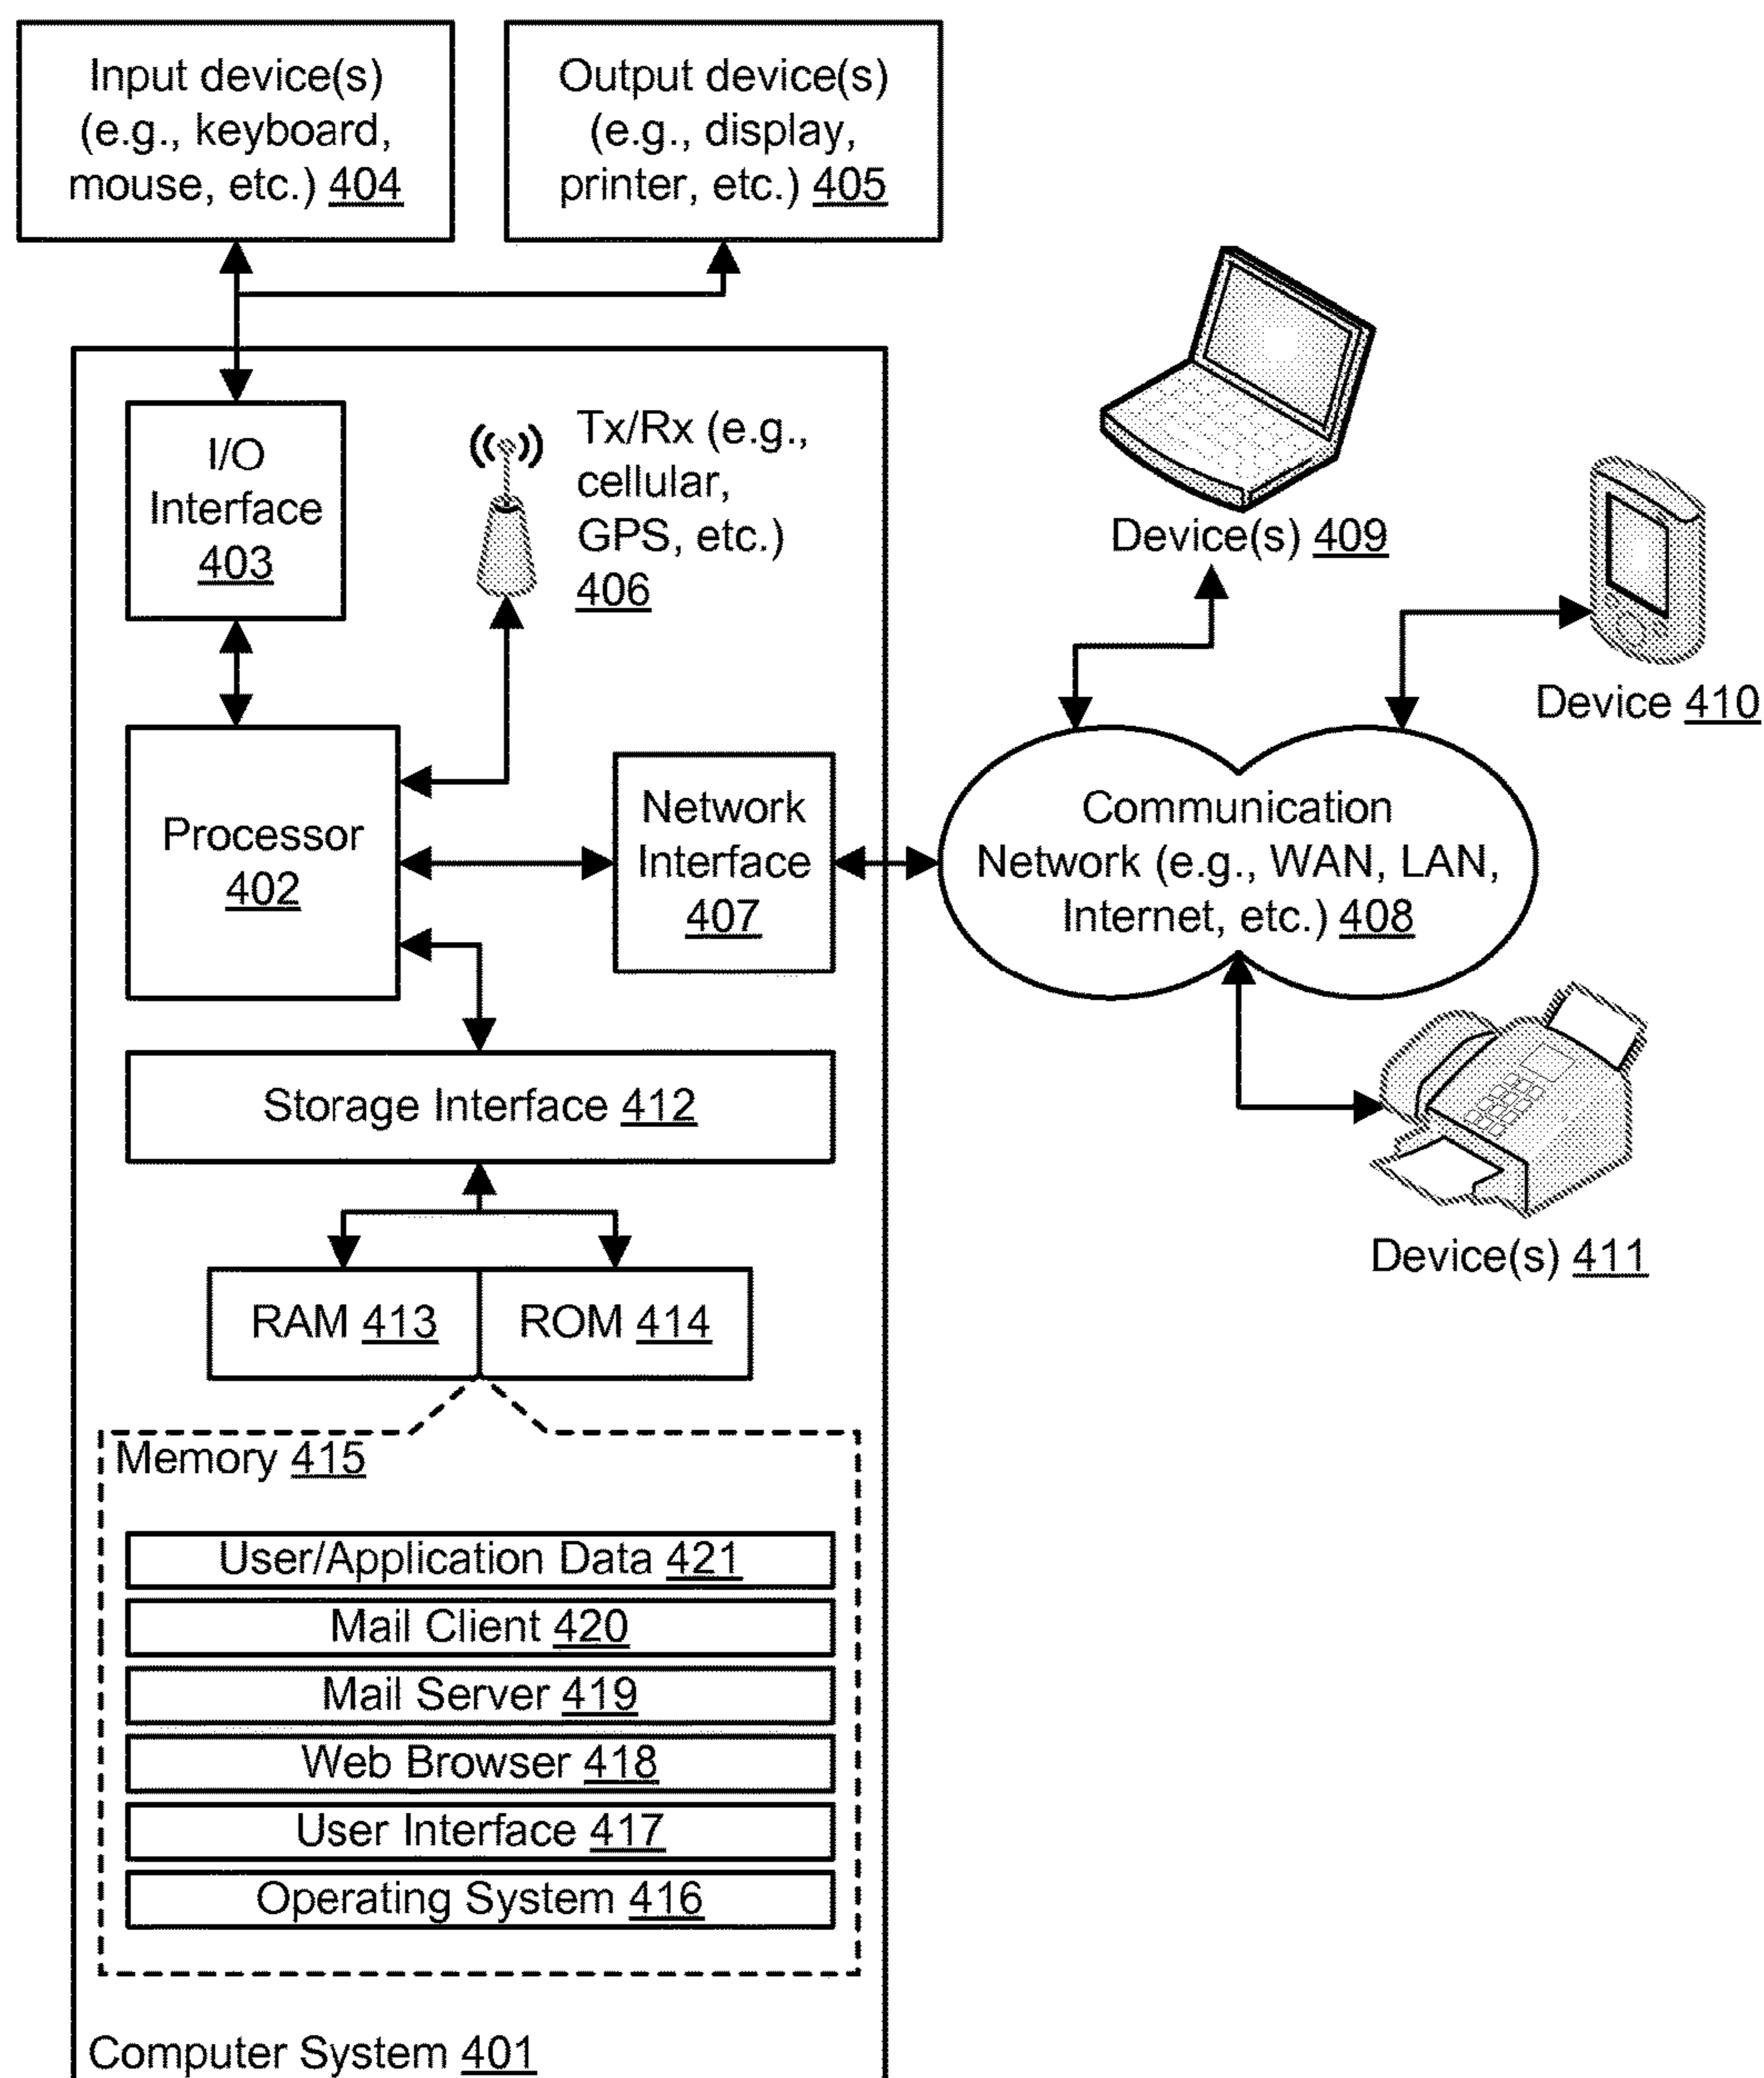 Input device(s)
(e.g., keyboard,
mouse, etc.) 404
Output device(s)
(e.g., display,
printer, etc.) 405
I/O
Interface
403
Tx/Rx (e.g.,
cellular,
GPS, etc.)
406
Device(s) 409
Device 410
Processor
402
Network
Interface
407
Communication
Network (e.g., WAN, LAN,
Internet, etc.) 408
Storage Interface 412
Device(s) 411
RAM 413
ROM 414
Memory 415
User/Application Data 421
Mail Client 420
Mail Server 419
Web Browser 418
User Interface 417
Operating System 416
Computer System 401